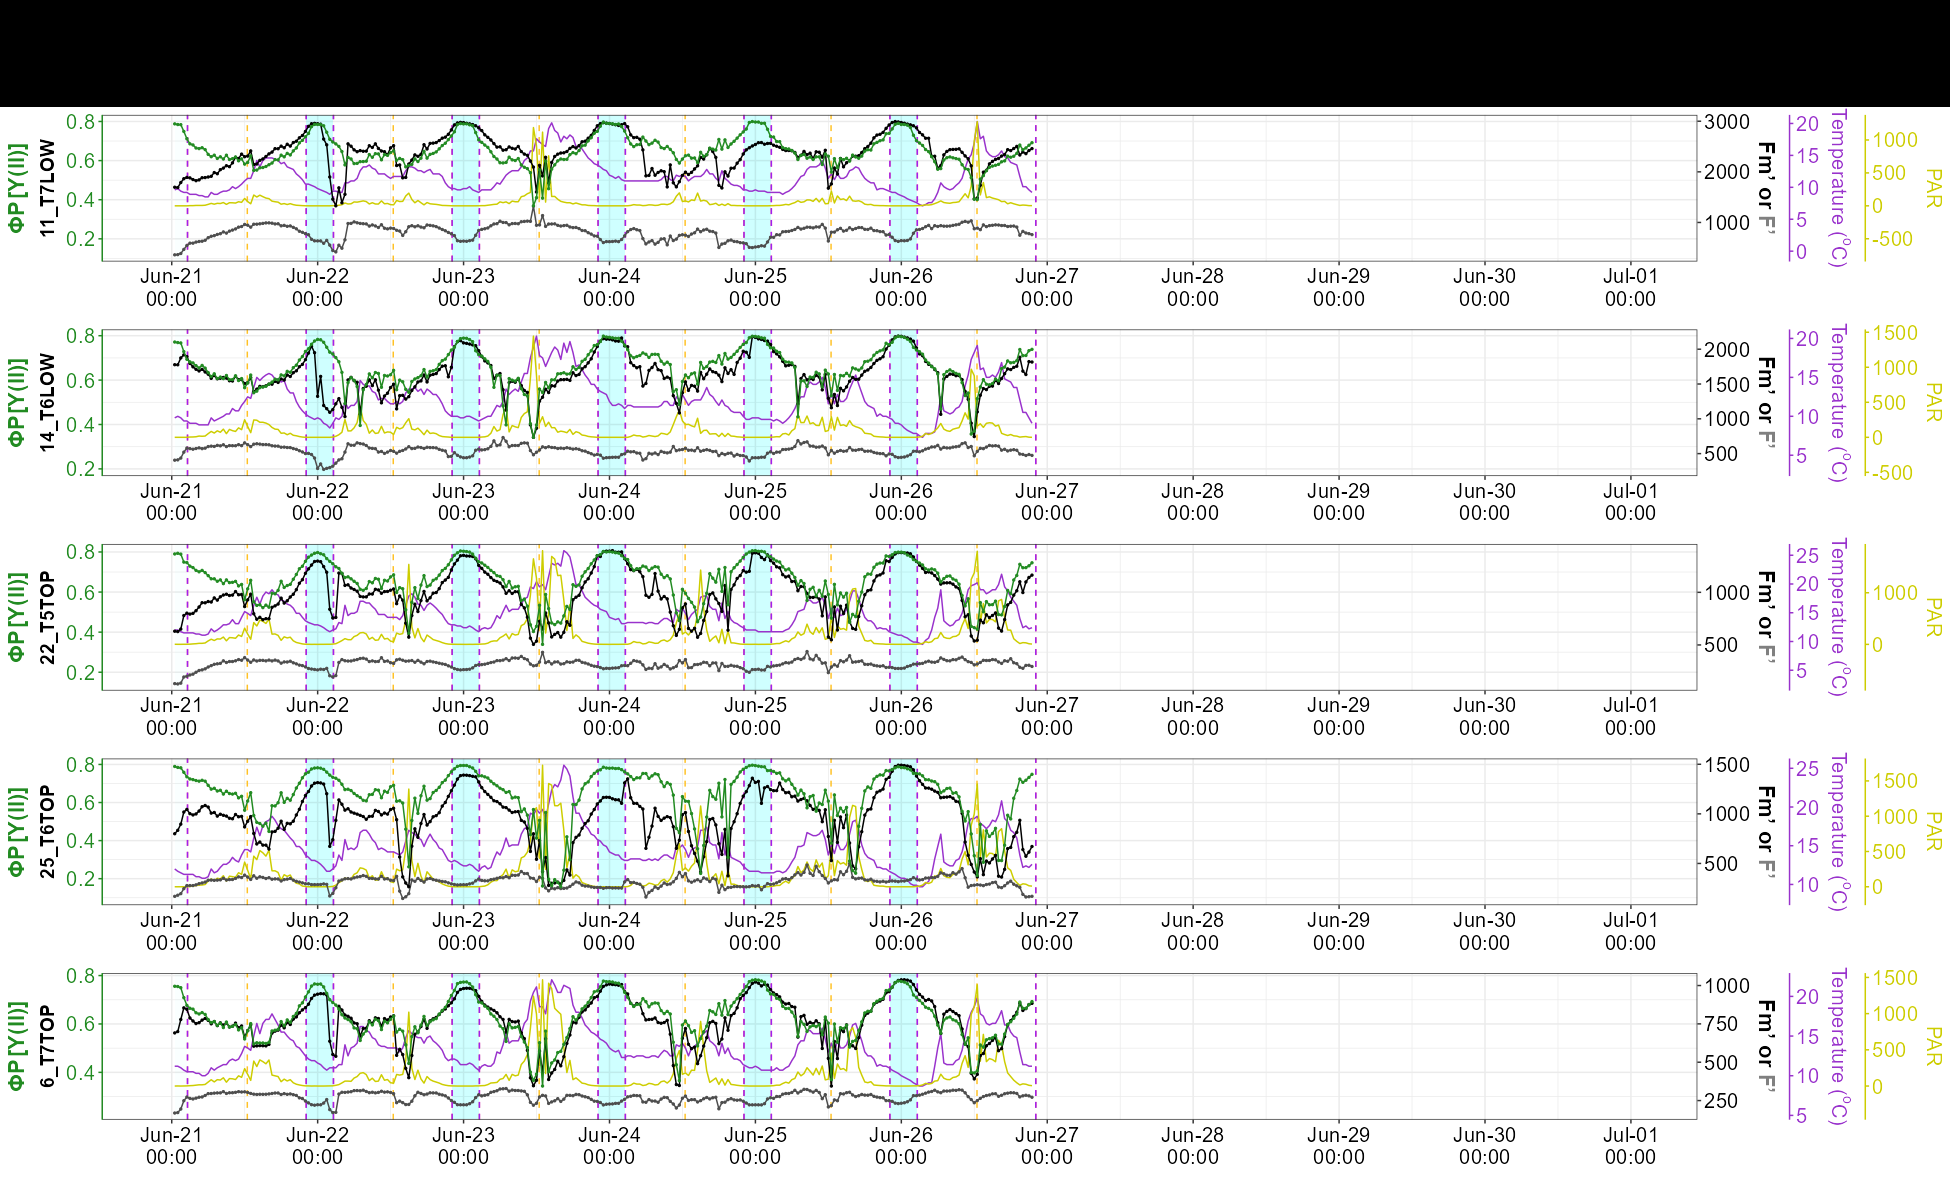 0.8
0.6
0.4
0.2
ΦP[Y(II)]
11_T7LOW
3000
2000
1000
Fm' or F'
20
15
10
5
0
Temperature (°C)
1000
500
0
-500
PAR
Jun-21 Jun-22 Jun-23 Jun-24 Jun-25 Jun-26 Jun-27 Jun-28 Jun-29 Jun-30 Jul-01
00:00 00:00 00:00 00:00 00:00 00:00 00:00 00:00 00:00 00:00 00:00
0.8
0.6
0.4
0.2
ΦP[Y(II)]
14_T6LOW
2000
1500
1000
500
Fm' or F'
20
15
10
5
Temperature (°C)
1500
1000
500
0
-500
PAR
Jun-21 Jun-22 Jun-23 Jun-24 Jun-25 Jun-26 Jun-27 Jun-28 Jun-29 Jun-30 Jul-01
00:00 00:00 00:00 00:00 00:00 00:00 00:00 00:00 00:00 00:00 00:00
0.8
0.6
0.4
0.2
ΦP[Y(II)]
22_T5TOP
1000
500
Fm' or F'
25
20
15
10
5
Temperature (°C)
1000
0
PAR
Jun-21 Jun-22 Jun-23 Jun-24 Jun-25 Jun-26 Jun-27 Jun-28 Jun-29 Jun-30 Jul-01
00:00 00:00 00:00 00:00 00:00 00:00 00:00 00:00 00:00 00:00 00:00
0.8
0.6
0.4
0.2
ΦP[Y(II)]
25_T6TOP
1500
1000
500
Fm' or F'
25
20
15
10
Temperature (°C)
1500
1000
500
0
PAR
Jun-21 Jun-22 Jun-23 Jun-24 Jun-25 Jun-26 Jun-27 Jun-28 Jun-29 Jun-30 Jul-01
00:00 00:00 00:00 00:00 00:00 00:00 00:00 00:00 00:00 00:00 00:00
0.8
0.6
0.4
ΦP[Y(II)]
6_T7TOP
1000
750
500
250
Fm' or F'
20
15
10
5
Temperature (°C)
1500
1000
500
0
PAR
Jun-21 Jun-22 Jun-23 Jun-24 Jun-25 Jun-26 Jun-27 Jun-28 Jun-29 Jun-30 Jul-01
00:00 00:00 00:00 00:00 00:00 00:00 00:00 00:00 00:00 00:00 00:00